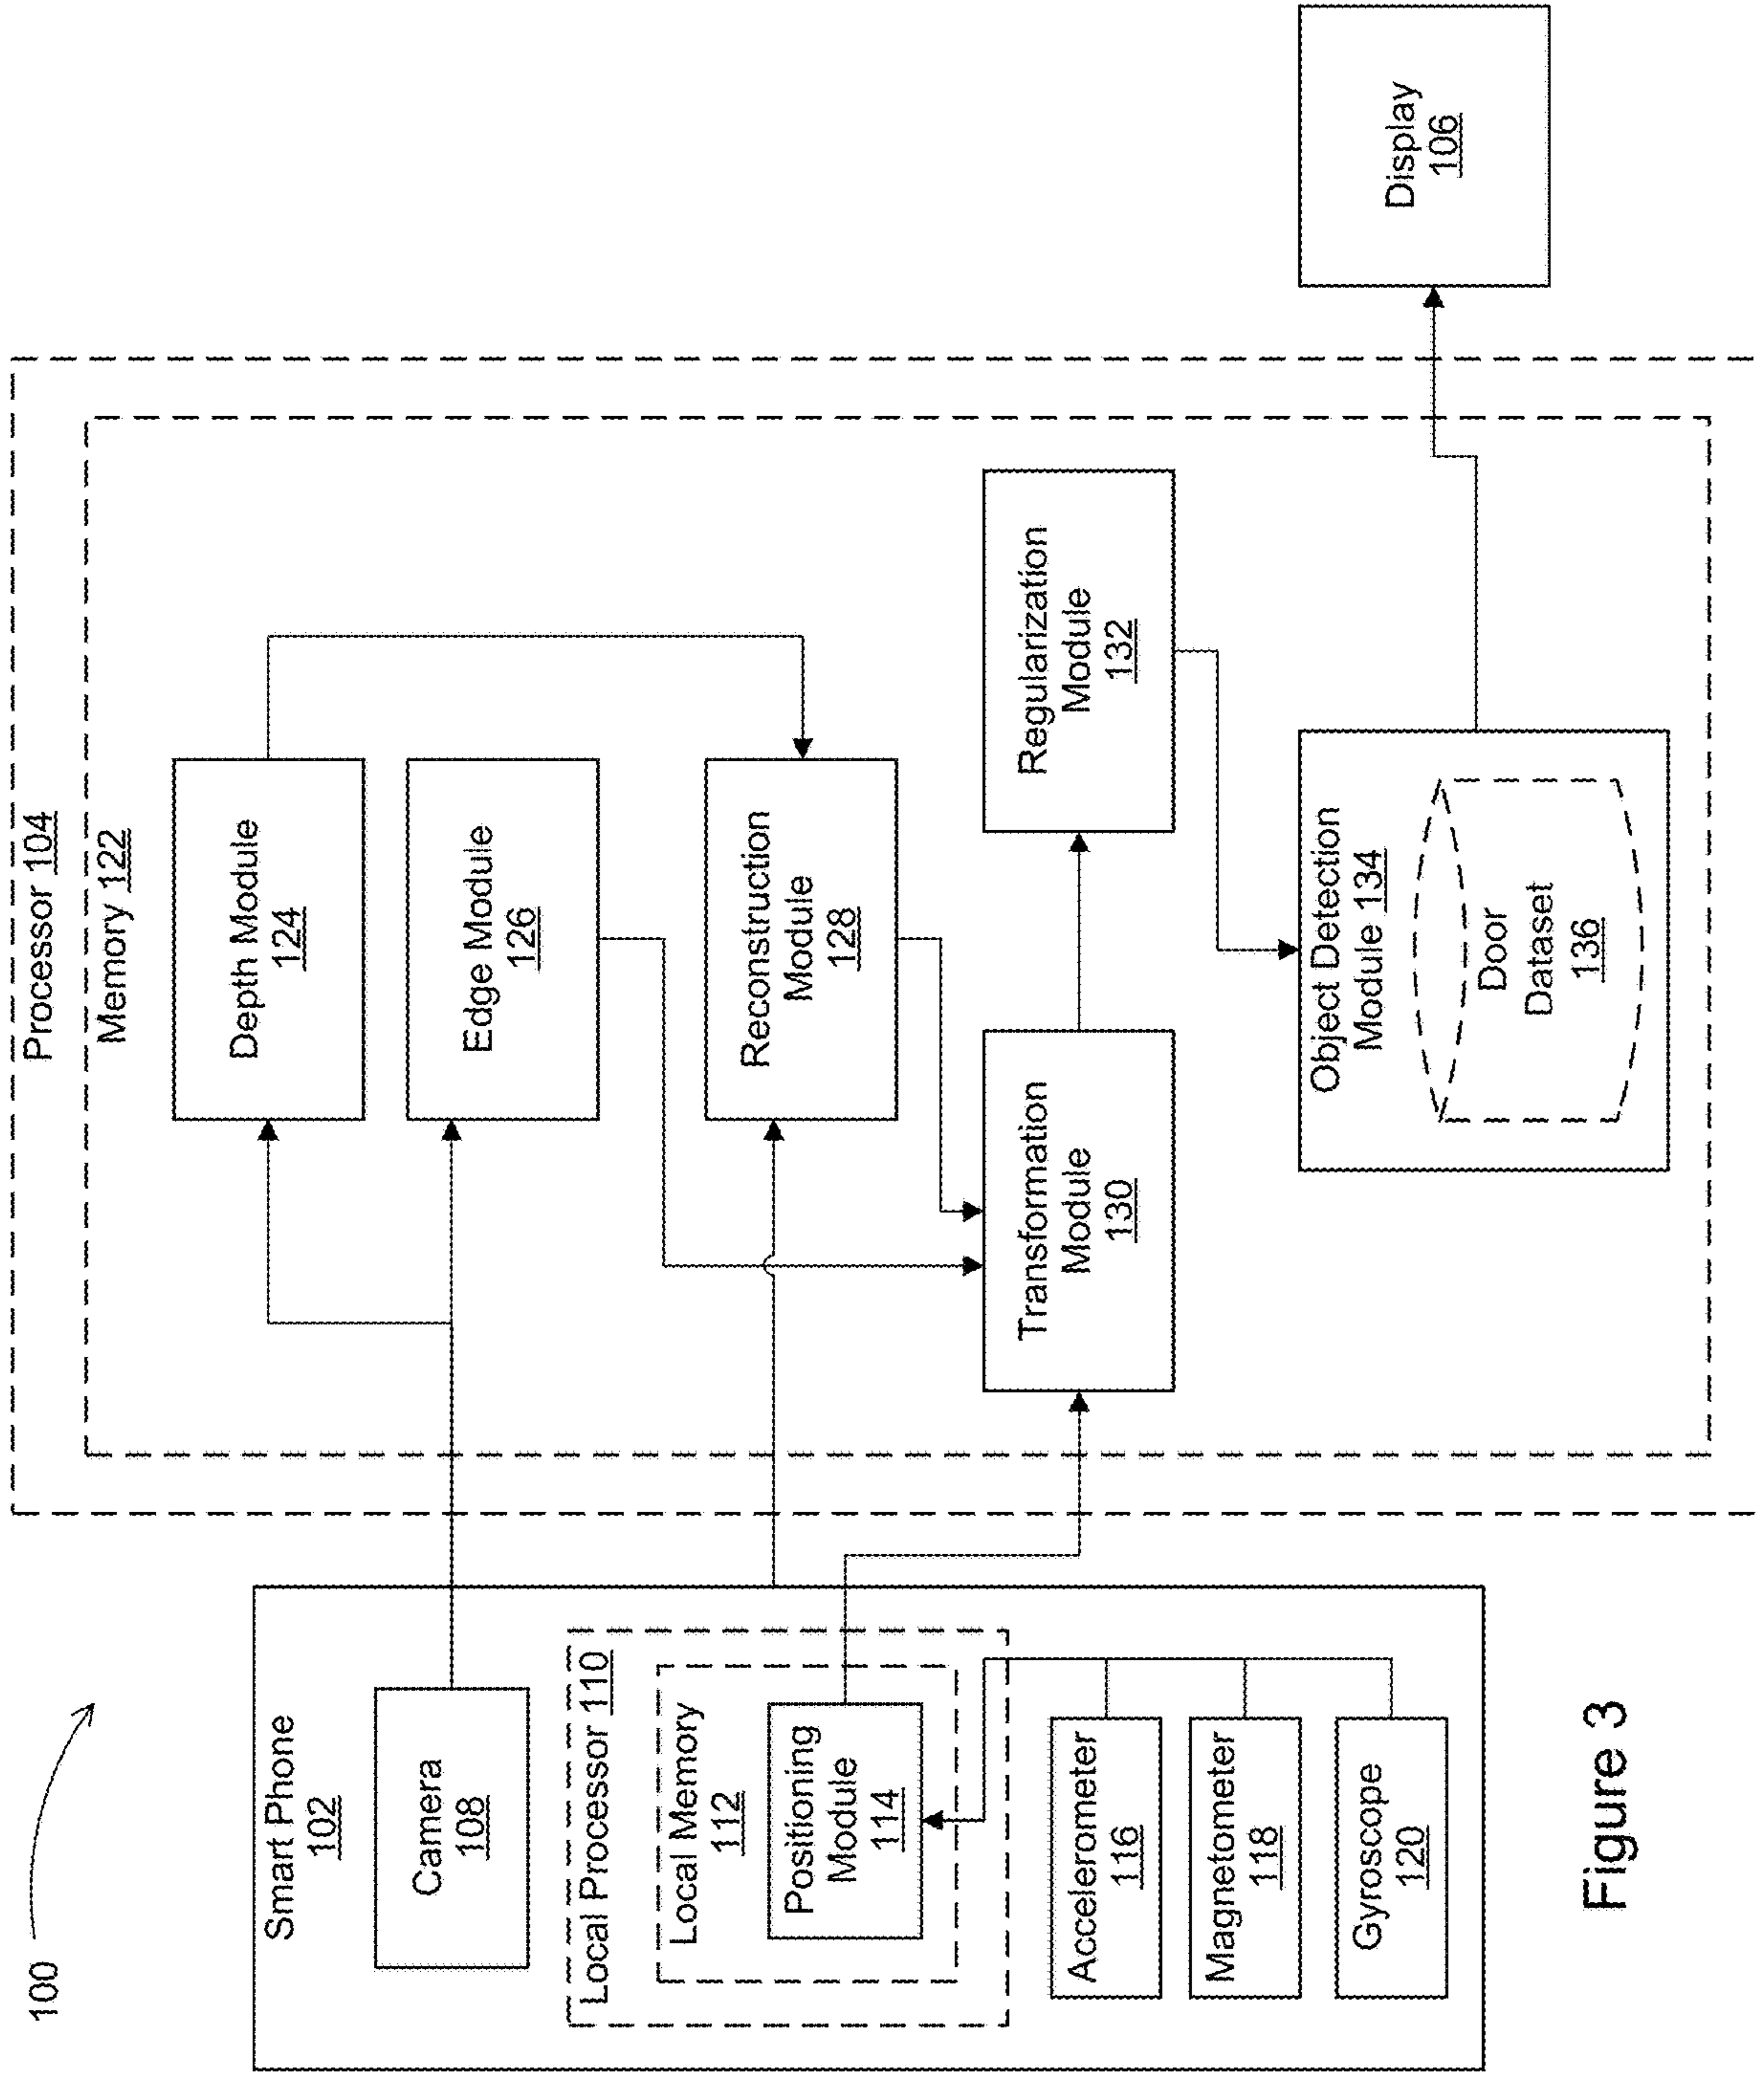 100
Smart Phone
102
Camera
108
Local Processor 110
Local Memory
112
Positioning
Module
114
Accelerometer
116
Magnetometer
118
Gyroscope
120
Processor 104
Memory 122
Depth Module
124
Edge Module
126
Reconstruction
Module
128
Transformation
Module
130
Regularization
Module
132
Object Detection
Module 134
Door
Dataset
136
Display
106
Figure 3